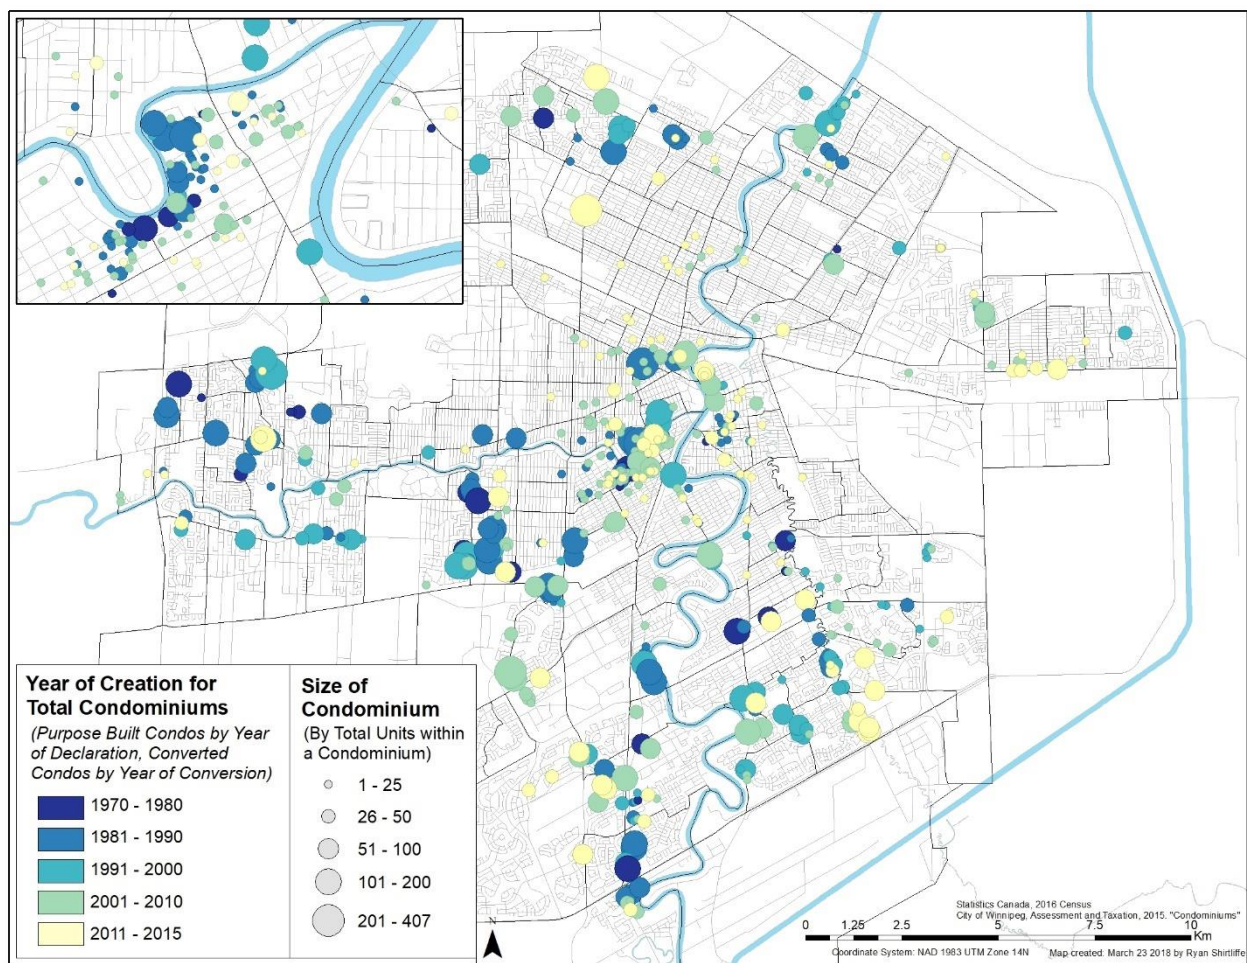 Year of Creation for
Total Condominiums
(Purpose Built Condos by Year
of Declaration, Converted
Condos by Year of Conversion)
1970 - 1980
1981 - 1990
1991 - 2000
2001 - 2010
2011 - 2015
Size of
Condominium
(By Total Units within
a Condominium)
1 - 25
26 - 50
51 - 100
101 - 200
201 - 407
N
Statistics Canada, 2016 Census
City of Winnipeg, Assessment and Taxation, 2015. "Condominiums"
0 1.25 2.5 5 7.5 10
Km
Coordinate System: NAD 1983 UTM Zone 14N
Map created: March 23 2018 by Ryan Shirtliffe